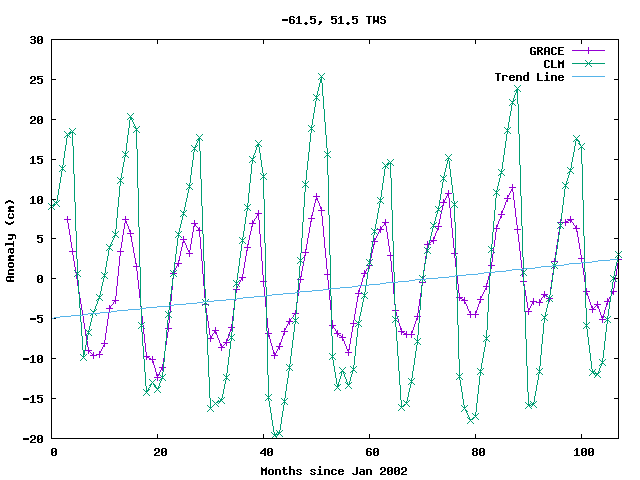 -61.5, 51.5 TWS
GRACE
CLM
Trend Line
30
25
20
15
10
5
0
-5
-10
-15
-20
Anomaly (cm)
0 20 40 60 80 100
Months since Jan 2002